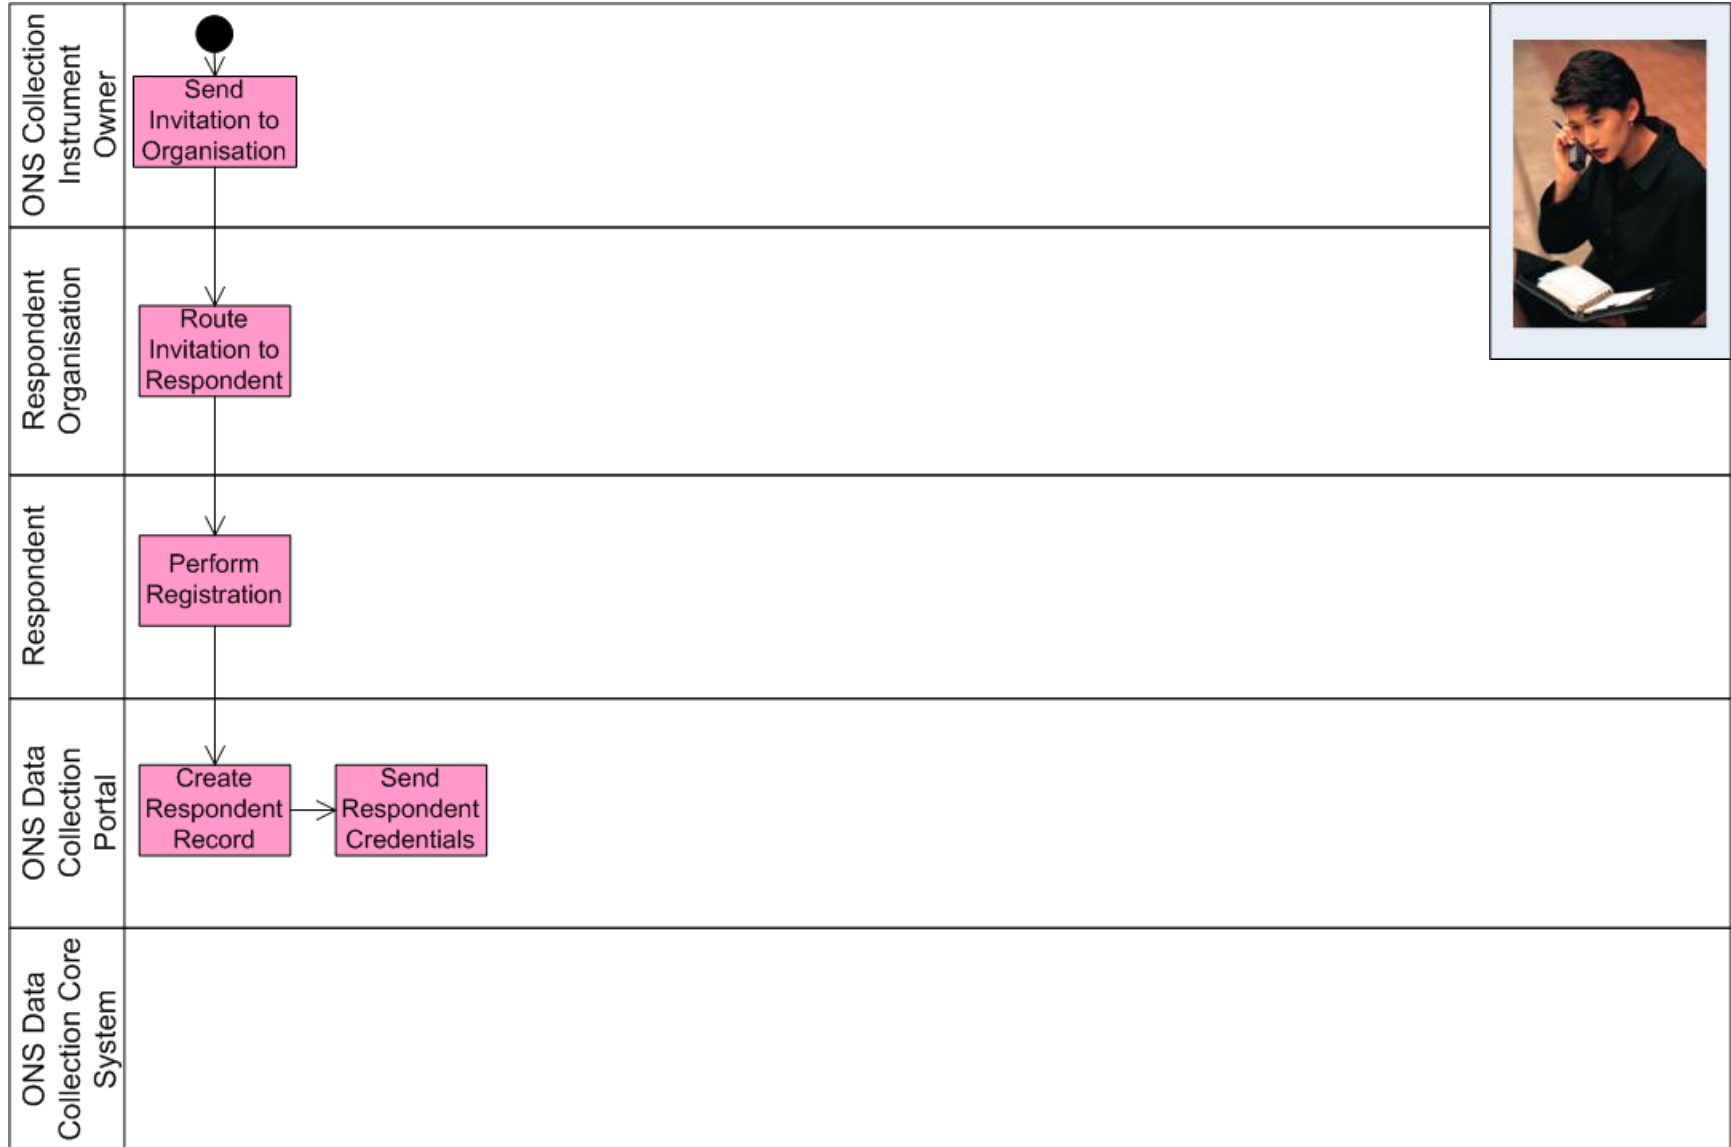 ONS Collection
Instrument
Owner
Send
Invitation to
Organisation
Respondent
Organisation
Route
Invitation to
Respondent
Respondent
Perform
Registration
ONS Data
Collection
Portal
Create
Respondent
Record
Send
Respondent
Credentials
ONS Data
Collection Core
System